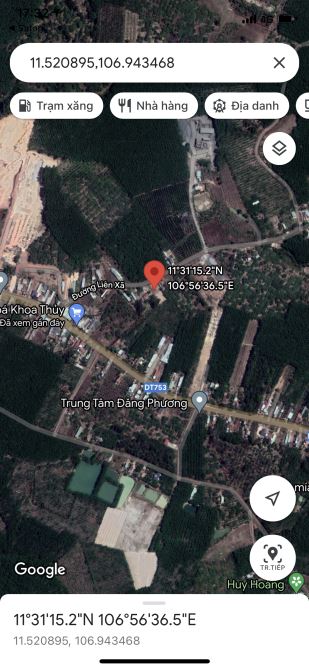 17:32
4G
11.520895,106.943468
Trạm xăng
Nhà hàng
Địa danh
11°31'15.2"N
106°56'36.5"E
Đường Liên Xã
Khoa Thủy
Đã xem gần đây
DT753
Trung Tâm Đăng Phương
TR.TIẾP
Google
Huy Hoang
11°31'15.2"N 106°56'36.5"E
11.520895, 106.943468